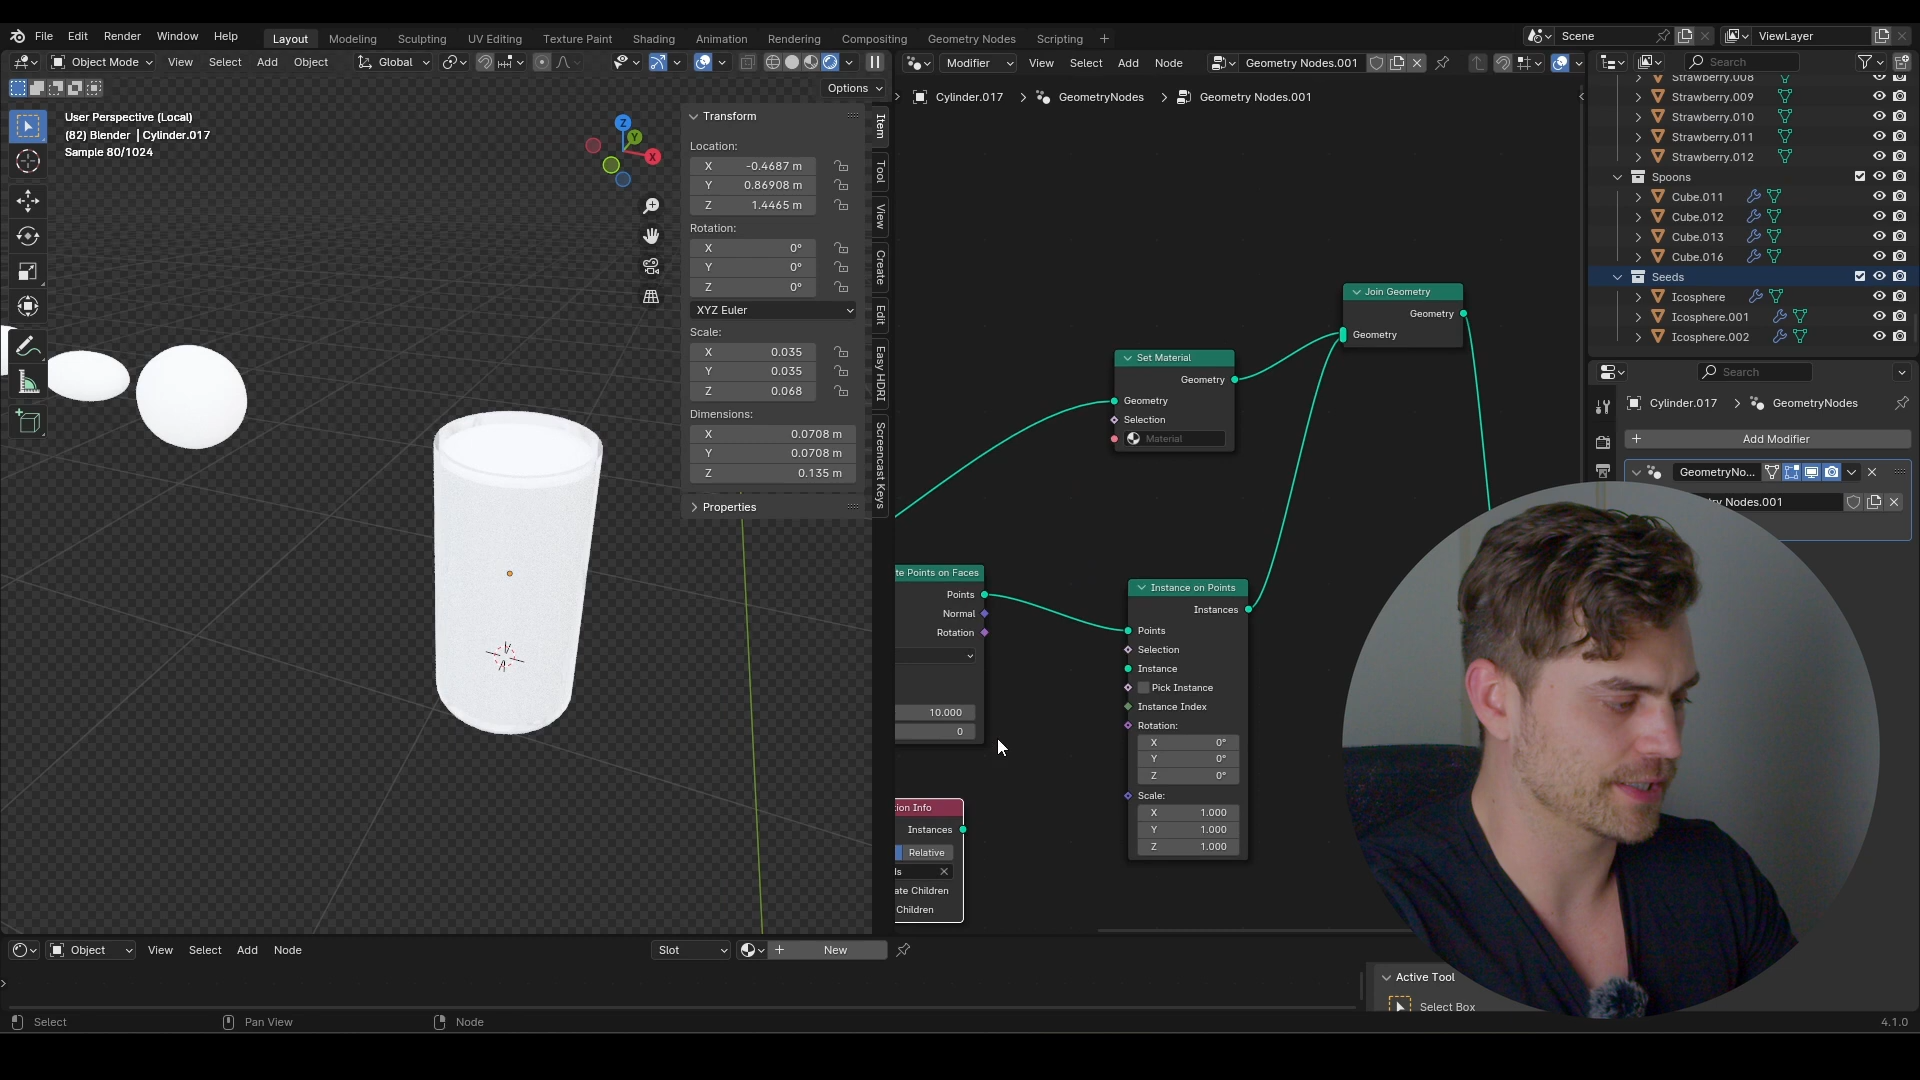 File Edit Render Window Help
Layout Modeling Sculpting UV Editing Texture Paint Shading Animation Rendering Compositing Geometry Nodes Scripting +
Scene
ViewLayer
Object Mode View Select Add Object
Global
Options
User Perspective (Local)
(82) Blender | Cylinder.017
Sample 80/1024
Z
Y
X
Transform
Location:
X -0.4687 m
Y 0.86908 m
Z 1.4465 m
Rotation:
X 0°
Y 0°
Z 0°
XYZ Euler
Scale:
X 0.035
Y 0.035
Z 0.068
Dimensions:
X 0.0708 m
Y 0.0708 m
Z 0.135 m
Properties
Item
Tool
View
Create
Edit
Easy HDRI
Screencast Keys
Modifier View Select Add Node
Geometry Nodes.001
Cylinder.017 > GeometryNodes > Geometry Nodes.001
Join Geometry
Geometry
Geometry
Set Material
Geometry
Geometry
Selection
Material
te Points on Faces
Points
Normal
Rotation
10.000
0
Instance on Points
Instances
Points
Selection
Instance
Pick Instance
Instance Index
Rotation:
X 0°
Y 0°
Z 0°
Scale:
X 1.000
Y 1.000
Z 1.000
ion Info
Instances
Relative
ls
ate Children
Children
Search
Strawberry.008
Strawberry.009
Strawberry.010
Strawberry.011
Strawberry.012
Spoons
Cube.011
Cube.012
Cube.013
Cube.016
Seeds
Icosphere
Icosphere.001
Icosphere.002
Search
Cylinder.017 > GeometryNodes
+ Add Modifier
GeometryNo...
ry Nodes.001
Object View Select Add Node
Slot
+ New
Active Tool
Select Box
Select
Pan View
Node
4.1.0